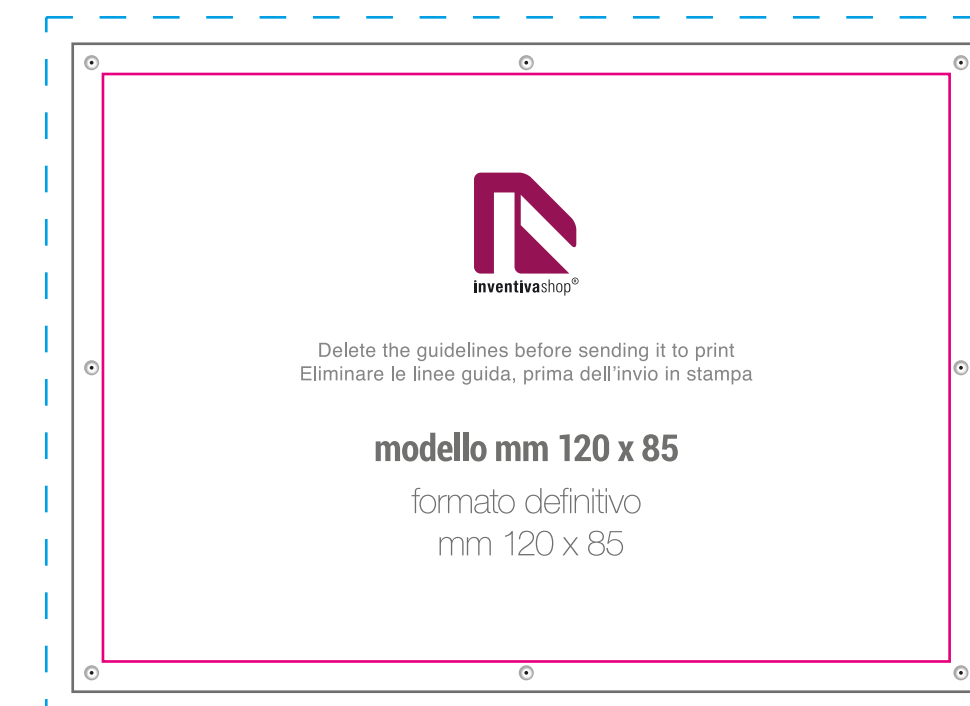 inventivashop®
Delete the guidelines before sending it to print
Eliminare le linee guida, prima dell'invio in stampa
modello mm 120 x 85
formato definitivo
mm 120 x 85